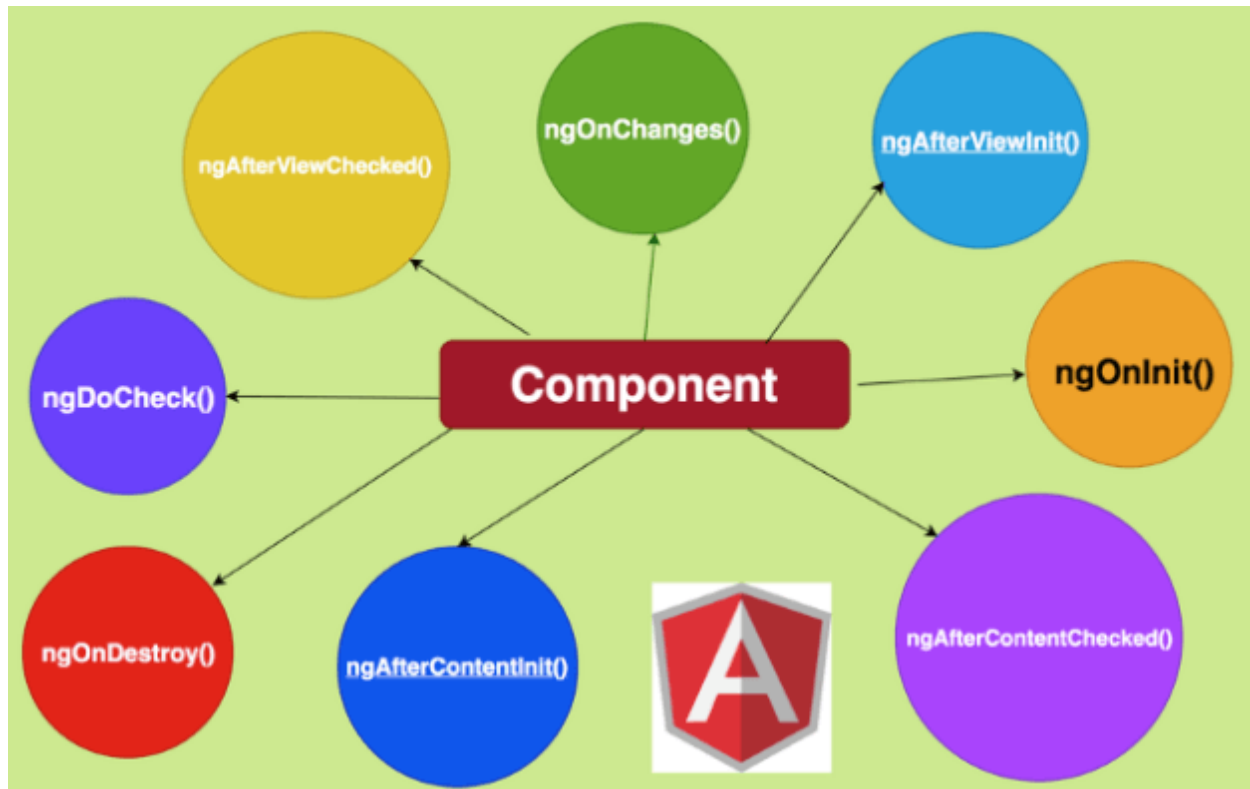 ngOnChanges()
ngAfterViewInit()
ngAfterViewChecked()
Component
ngOnInit()
ngDoCheck()
ngAfterContentChecked()
ngOnDestroy()
ngAfterContentInit()
A